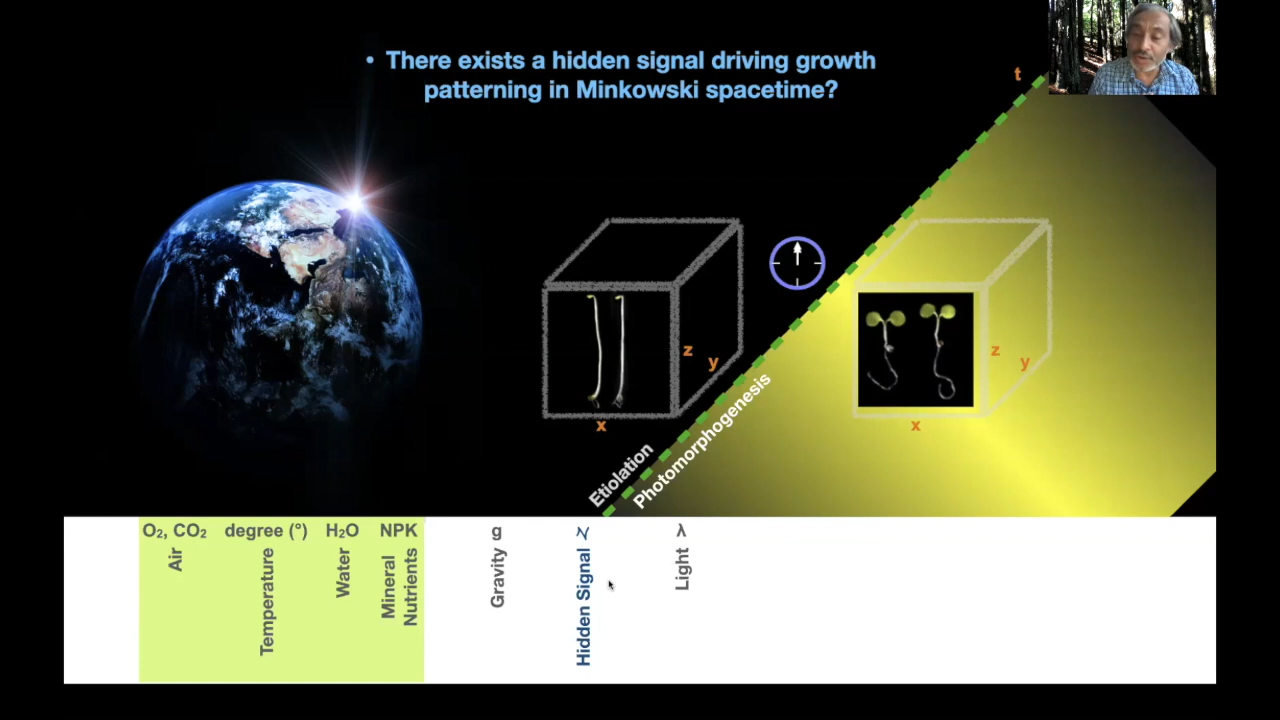 • There exists a hidden signal driving growth
patterning in Minkowski spacetime?
t
z
y
x
z
y
x
Etiolation
Photomorphogenesis
O₂, CO₂
Air
degree (°)
Temperature
H₂O
Water
NPK
Mineral
Nutrients
g
Gravity
Hidden Signal
λ
Light